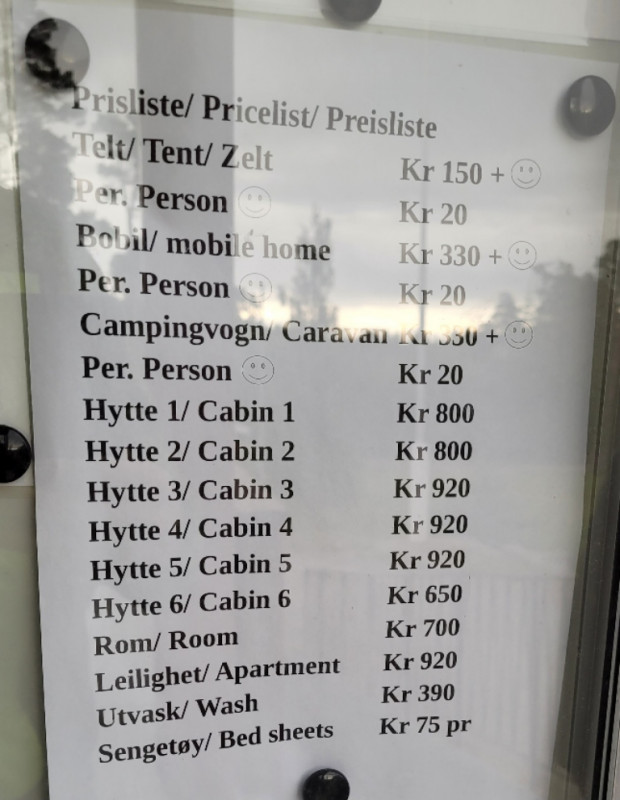 Prisliste/ Pricelist/ Preisliste
Telt/ Tent/ Zelt Kr 150 + ☺
Per. Person ☺ Kr 20
Bobil/ mobile home Kr 330 + ☺
Per. Person ☺ Kr 20
Campingvogn/ Caravan Kr 350 + ☺
Per. Person ☺ Kr 20
Hytte 1/ Cabin 1 Kr 800
Hytte 2/ Cabin 2 Kr 800
Hytte 3/ Cabin 3 Kr 920
Hytte 4/ Cabin 4 Kr 920
Hytte 5/ Cabin 5 Kr 920
Hytte 6/ Cabin 6 Kr 650
Rom/ Room Kr 700
Leilighet/ Apartment Kr 920
Utvask/ Wash Kr 390
Sengetøy/ Bed sheets Kr 75 pr